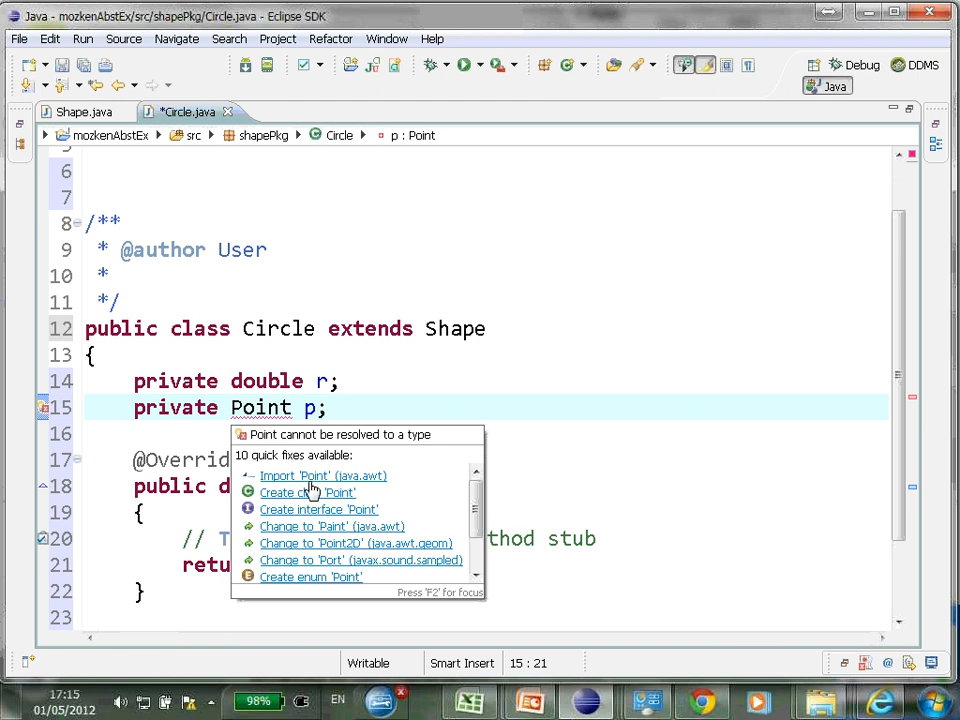 Java - mozkenAbstEx/src/shapePkg/Circle.java - Eclipse SDK
File Edit Run Source Navigate Search Project Refactor Window Help
Debug DDMS
Java
Shape.java *Circle.java
mozkenAbstEx src shapePkg Circle p : Point
6
7
8 /**
9 * @author User
10 *
11 */
12 public class Circle extends Shape
13 {
14 private double r;
15 private Point p;
Point cannot be resolved to a type
10 quick fixes available:
Import 'Point' (java.awt)
Create 'Point'
Create interface 'Point'
Change to 'Paint' (java.awt)
Change to 'Point2D' (java.awt.geom)
Change to 'Port' (javax.sound.sampled)
Create enum 'Point'
Press 'F2' for focus
16
17 @Overrid
18 public d
19 {
20 // T thod stub
21 retu
22 }
23
Writable Smart Insert 15 : 21
17:15
01/05/2012
98% EN